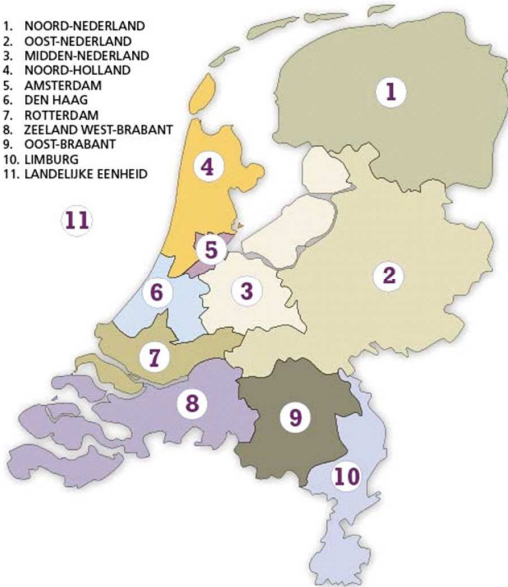 1. NOORD-NEDERLAND
2. OOST-NEDERLAND
3. MIDDEN-NEDERLAND
4. NOORD-HOLLAND
5. AMSTERDAM
6. DEN HAAG
7. ROTTERDAM
8. ZEELAND WEST-BRABANT
9. OOST-BRABANT
10. LIMBURG
11. LANDELIJKE EENHEID
1
4
11
5
2
6
3
7
8
9
10